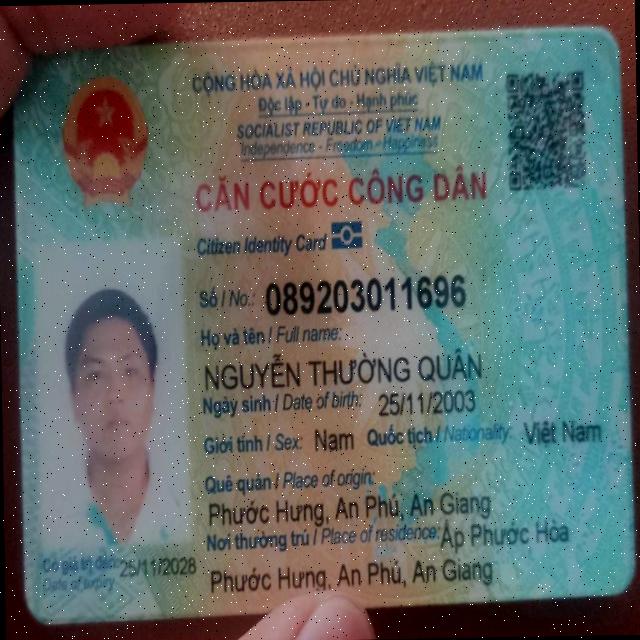 CỘNG HÒA XÃ HỘI CHỦ NGHĨA VIỆT NAM
Độc lập - Tự do - Hạnh phúc
SOCIALIST REPUBLIC OF VIET NAM
Independence - Freedom - Happiness
CĂN CƯỚC CÔNG DÂN
Citizen Identity Card
Số / No.: 089203011696
Họ và tên / Full name:
NGUYỄN THƯỜNG QUÂN
Ngày sinh / Date of birth: 25/11/2003
Giới tính / Sex: Nam Quốc tịch / Nationality: Việt Nam
Quê quán / Place of origin:
Phước Hưng, An Phú, An Giang
Nơi thường trú / Place of residence: Ấp Phước Hòa
Phước Hưng, An Phú, An Giang
Có giá trị đến: 25/11/2028
Date of expiry